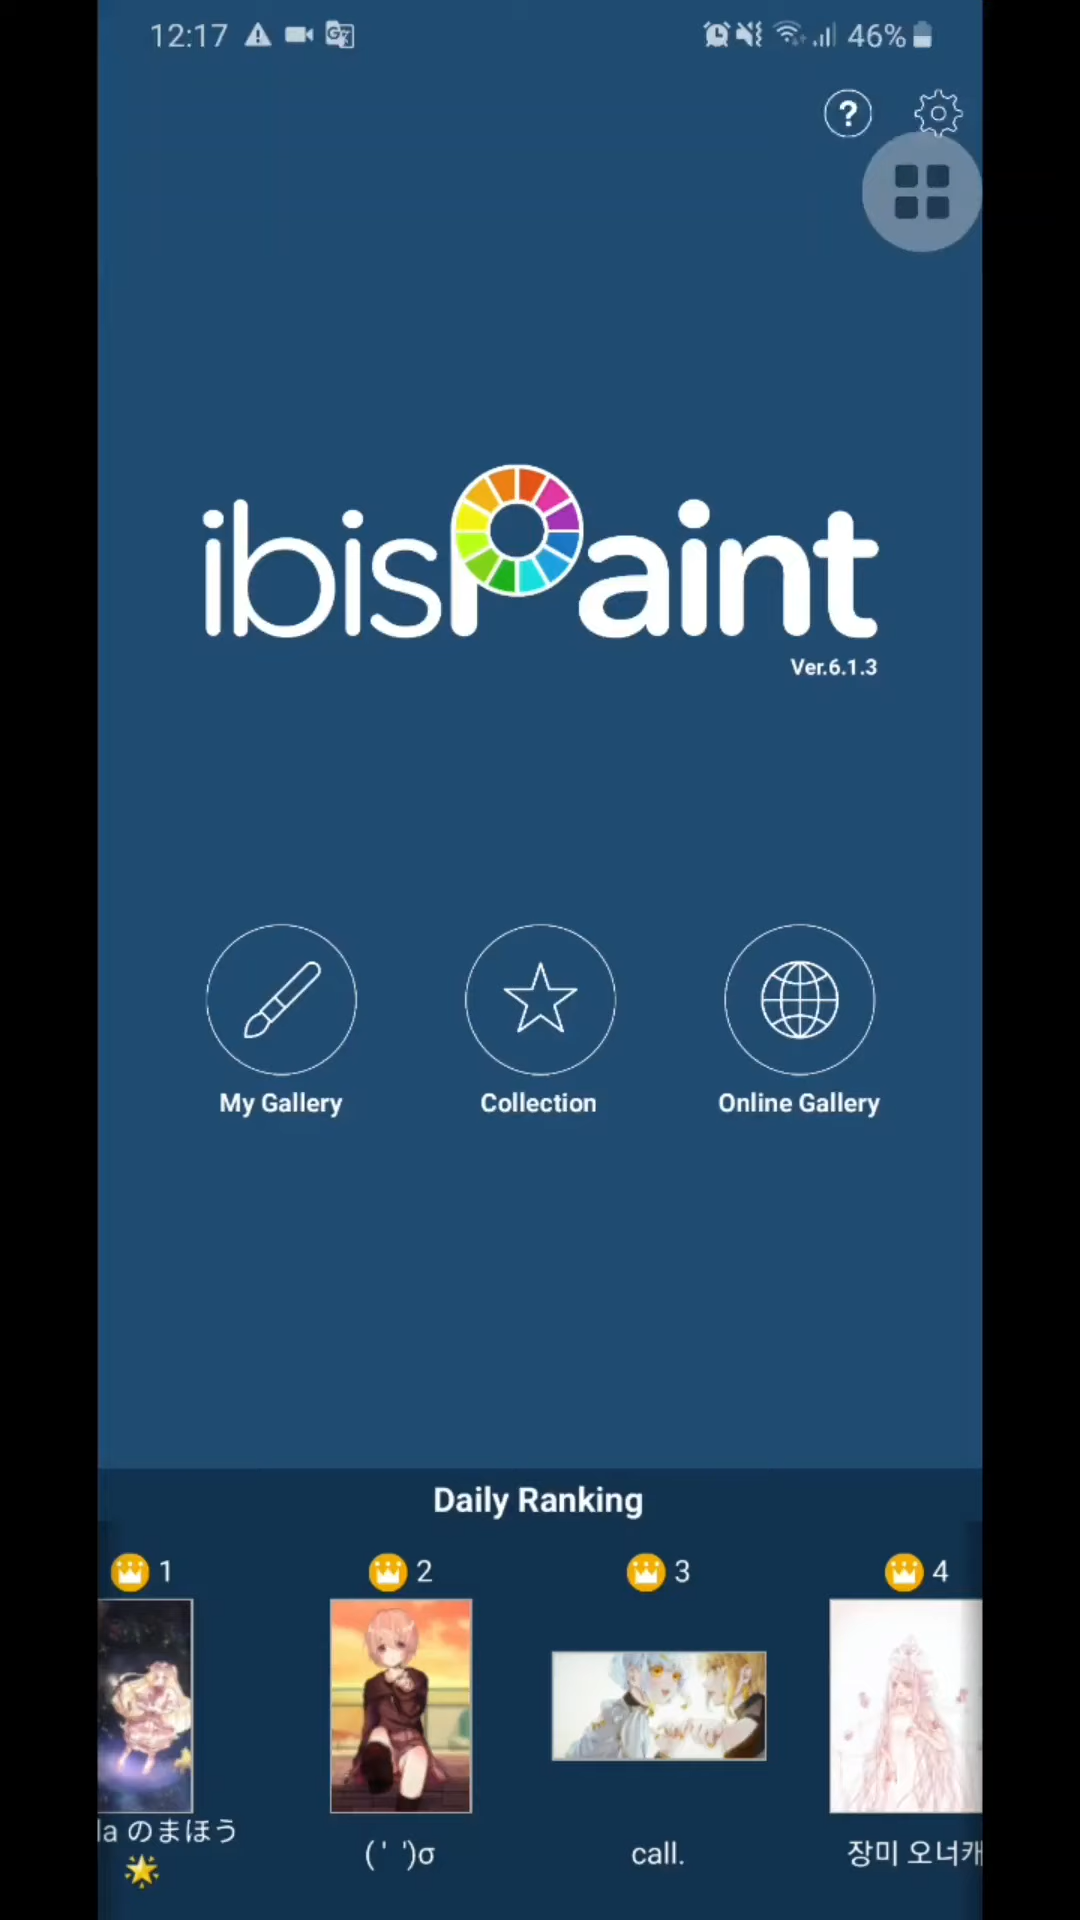 12:17 46%
?
ibisPaint
Ver.6.1.3
My Gallery Collection Online Gallery
Daily Ranking
1 2 3 4
la のまほう
🌟
( ' ')σ call. 장미 오너캐